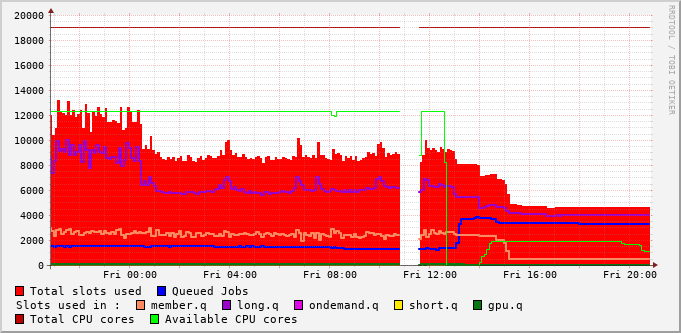 20000
18000
16000
14000
12000
10000
8000
6000
4000
2000
0
Fri 00:00 Fri 04:00 Fri 08:00 Fri 12:00 Fri 16:00 Fri 20:00
Total slots used Queued Jobs
Slots used in : member.q long.q ondemand.q short.q gpu.q
Total CPU cores Available CPU cores
RRDTOOL / TOBI OETIKER